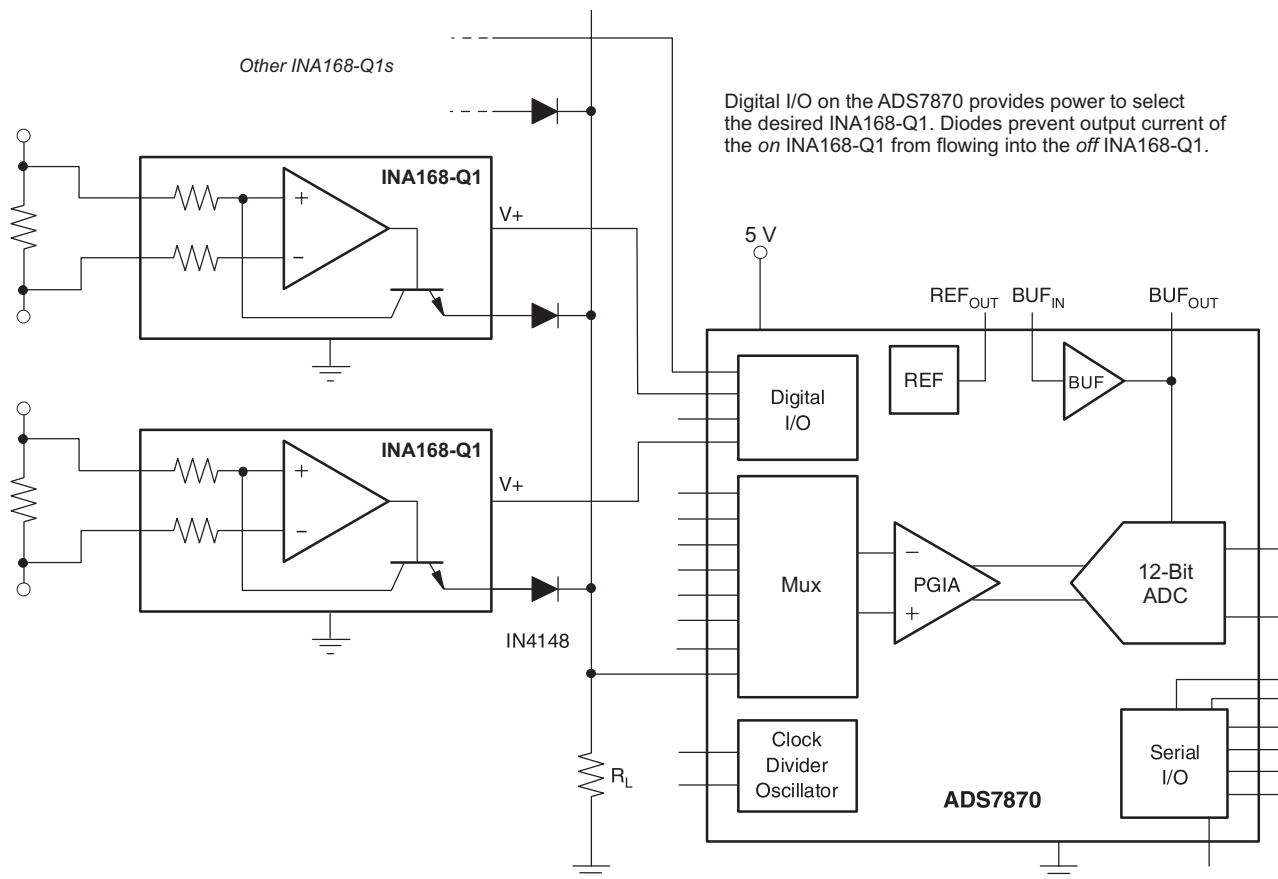 Other INA168-Q1s
Digital I/O on the ADS7870 provides power to select
the desired INA168-Q1. Diodes prevent output current of
the on INA168-Q1 from flowing into the off INA168-Q1.
INA168-Q1
+
−
V+
5 V
REFOUT
BUFIN
BUFOUT
REF
BUF
Digital
I/O
INA168-Q1
+
−
V+
IN4148
Mux
−
PGIA
+
12-Bit
ADC
RL
Clock
Divider
Oscillator
Serial
I/O
ADS7870